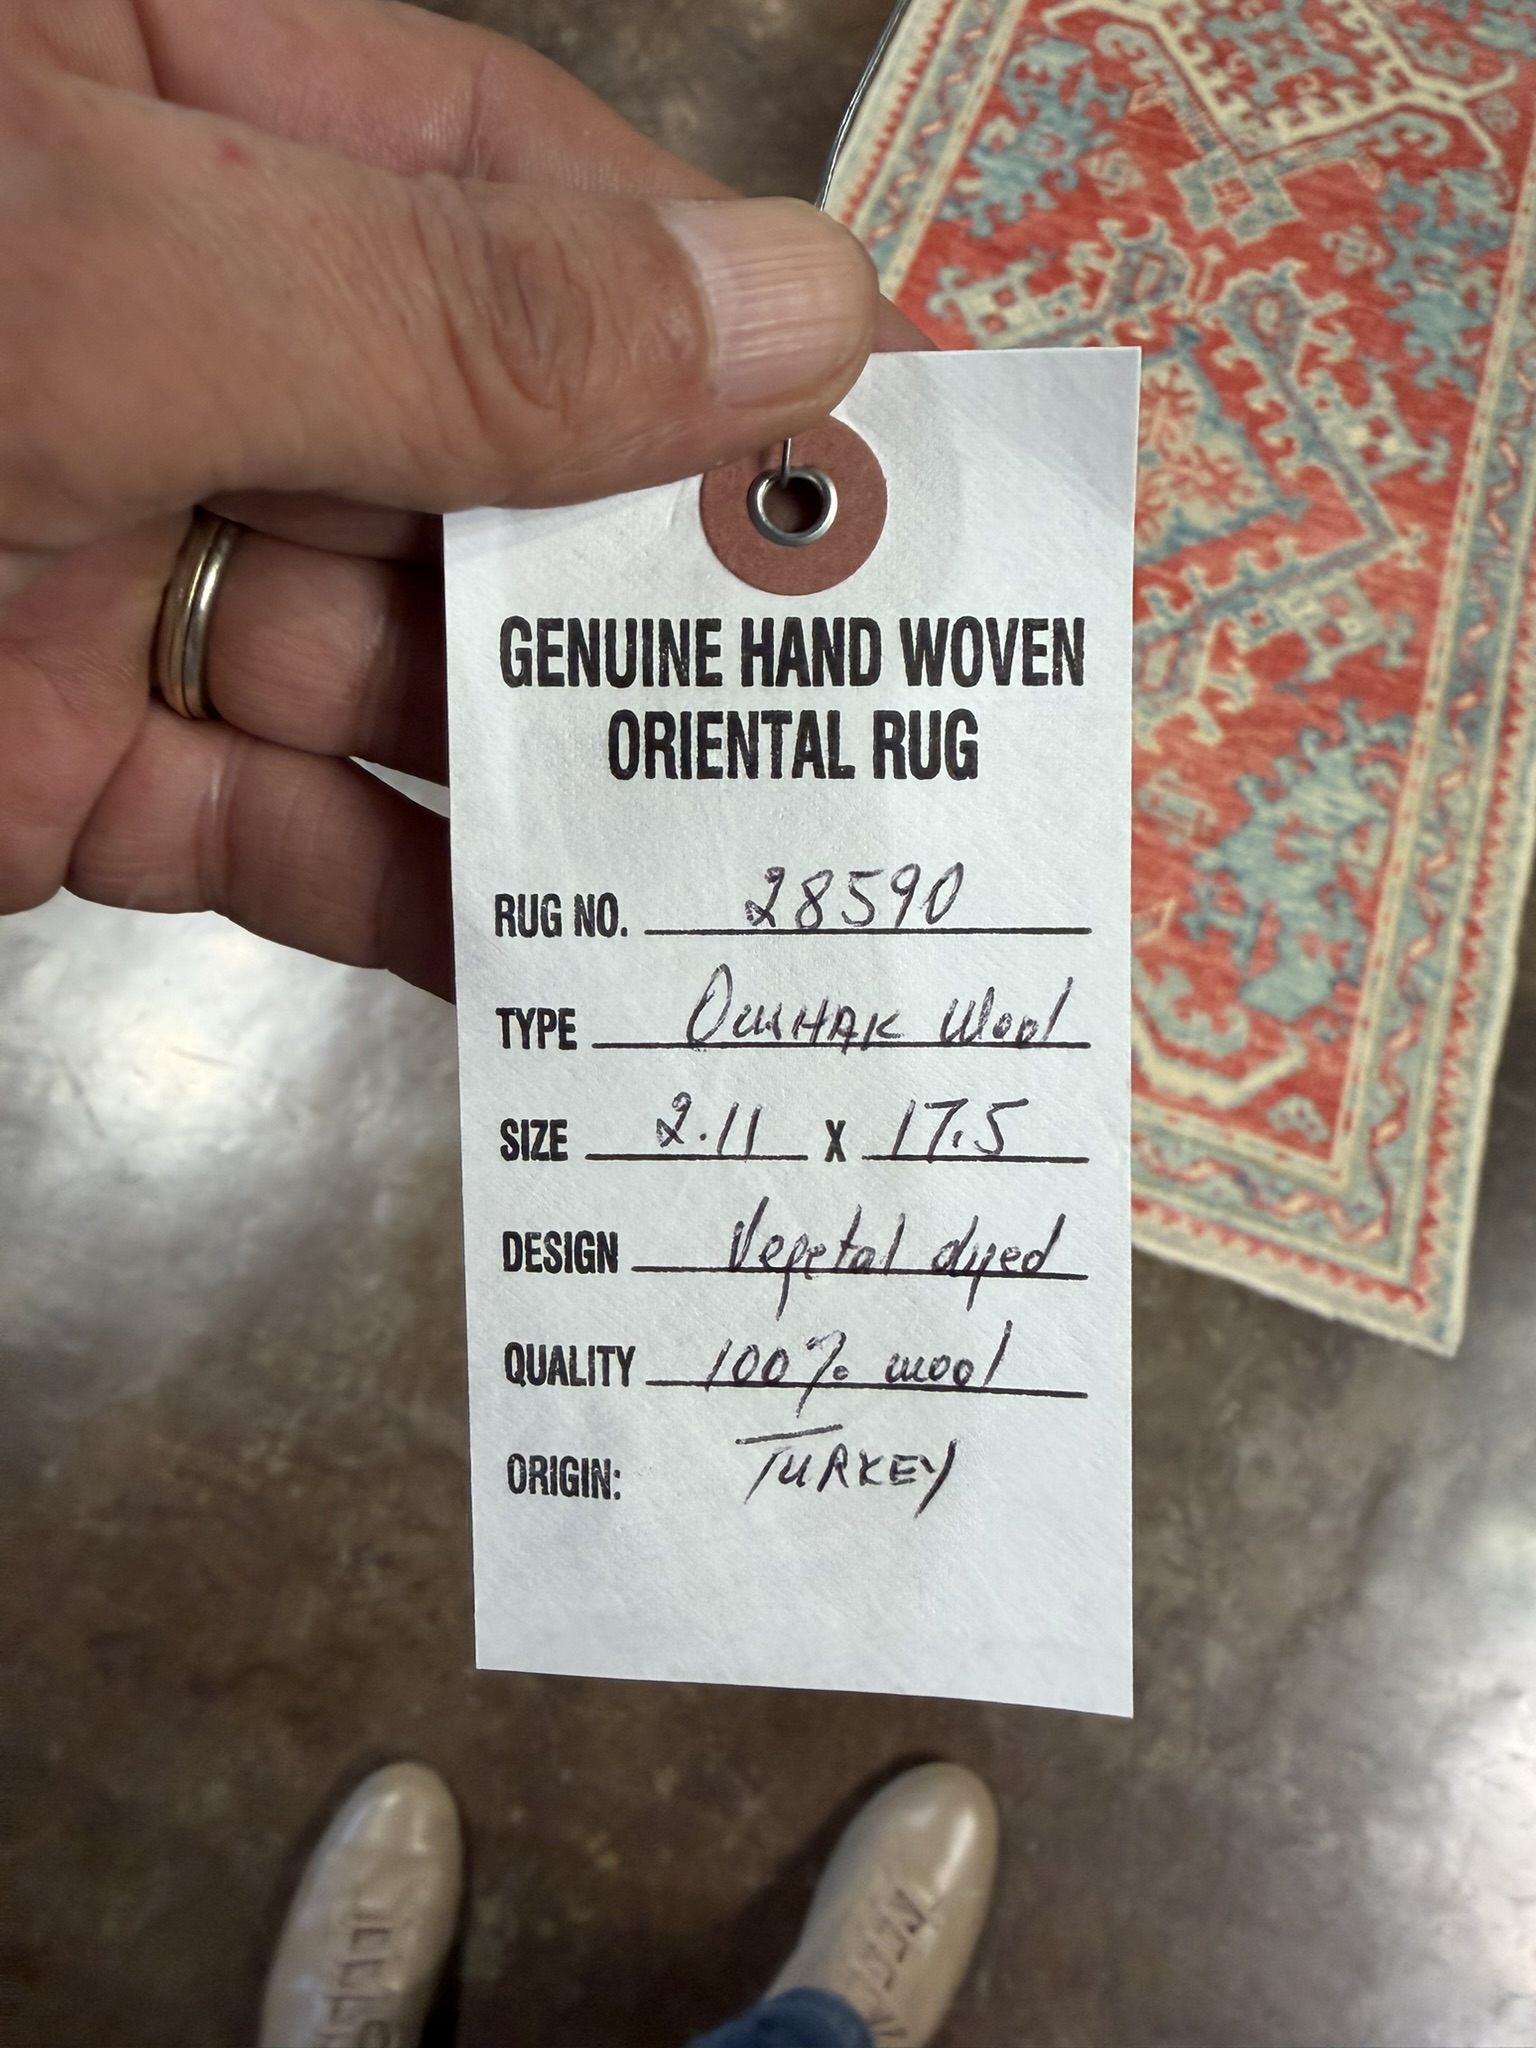 GENUINE HAND WOVEN
ORIENTAL RUG
RUG NO. 28590
TYPE OusHAK Wool
SIZE 2.11 X 17.5
DESIGN Vegetal dyed
QUALITY 100% wool
ORIGIN: TURKEY